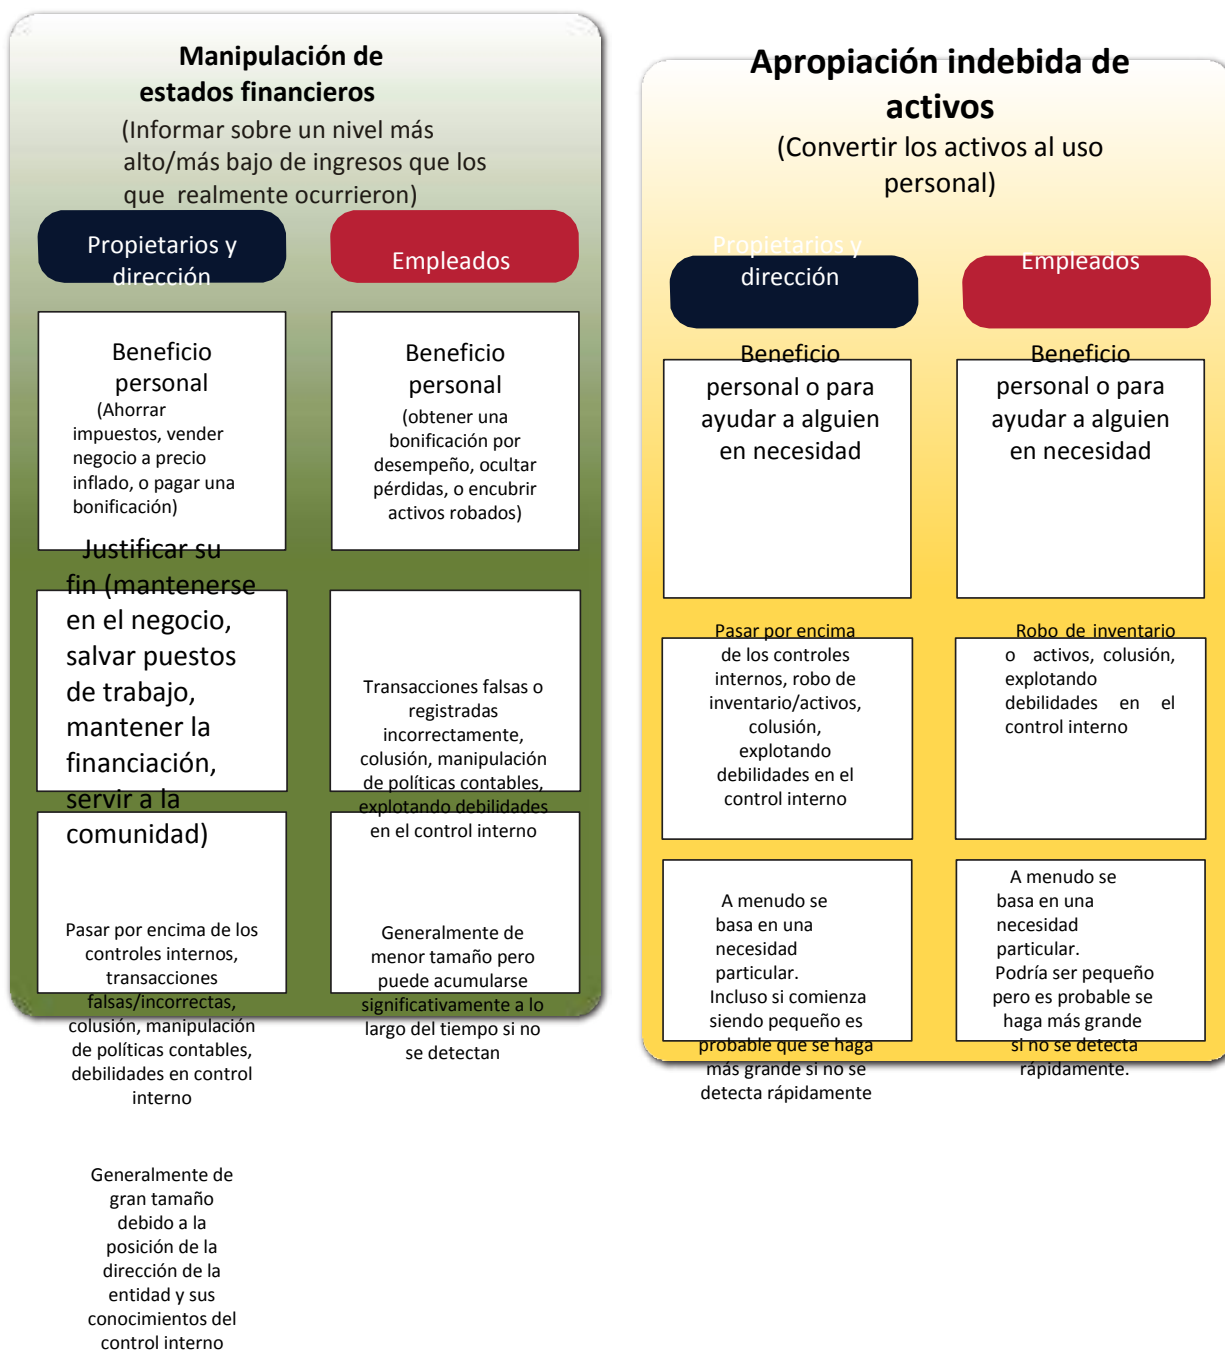 Manipulación de
estados financieros
(Informar sobre un nivel más
alto/más bajo de ingresos que los
que realmente ocurrieron)
Propietarios y
dirección
Empleados
Beneficio
personal
(Ahorrar
impuestos, vender
negocio a precio
inflado, o pagar una
bonificación)
Beneficio
personal
(obtener una
bonificación por
desempeño, ocultar
pérdidas, o encubrir
activos robados)
Justificar su
fin (mantenerse
en el negocio,
salvar puestos
de trabajo,
mantener la
financiación,
servir a la
comunidad)
Transacciones falsas o
registradas
incorrectamente,
colusión, manipulación
de políticas contables,
explotando debilidades
en el control interno
Pasar por encima de los
controles internos,
transacciones
falsas/incorrectas,
colusión, manipulación
de políticas contables,
debilidades en control
interno
Generalmente de
menor tamaño pero
puede acumularse
significativamente a lo
largo del tiempo si no
se detectan
Generalmente de
gran tamaño
debido a la
posición de la
dirección de la
entidad y sus
conocimientos del
control interno
Apropiación indebida de
activos
(Convertir los activos al uso
personal)
Propietarios y
dirección
Empleados
Beneficio
personal o para
ayudar a alguien
en necesidad
Beneficio
personal o para
ayudar a alguien
en necesidad
Pasar por encima
de los controles
internos, robo de
inventario/activos,
colusión,
explotando
debilidades en el
control interno
Robo de inventario
o activos, colusión,
explotando
debilidades en el
control interno
A menudo se
basa en una
necesidad
particular.
Incluso si comienza
siendo pequeño es
probable que se haga
más grande si no se
detecta rápidamente
A menudo se
basa en una
necesidad
particular.
Podría ser pequeño
pero es probable se
haga más grande
si no se detecta
rápidamente.